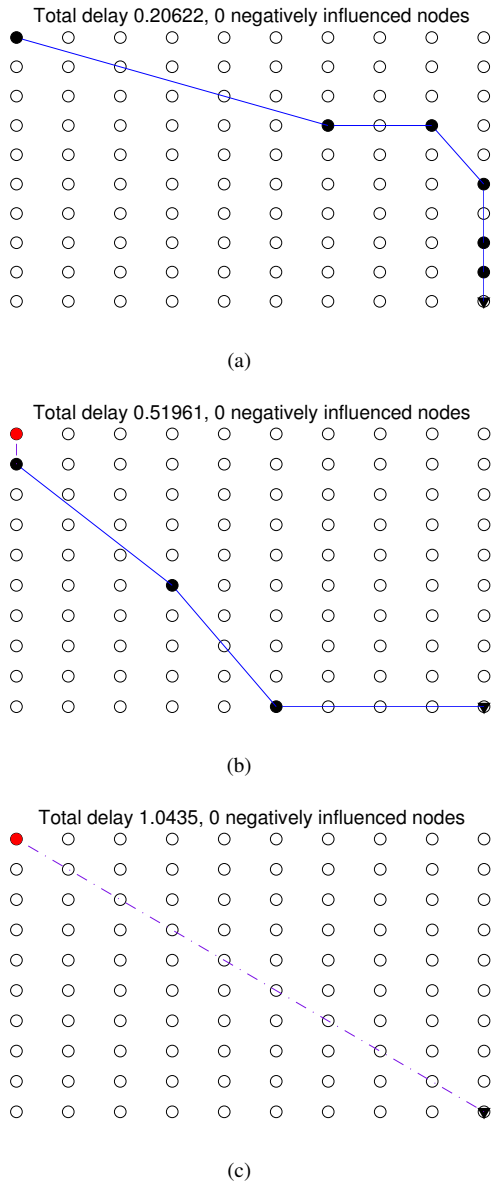 Total delay 0.20622, 0 negatively influenced nodes
(a)
Total delay 0.51961, 0 negatively influenced nodes
(b)
Total delay 1.0435, 0 negatively influenced nodes
(c)